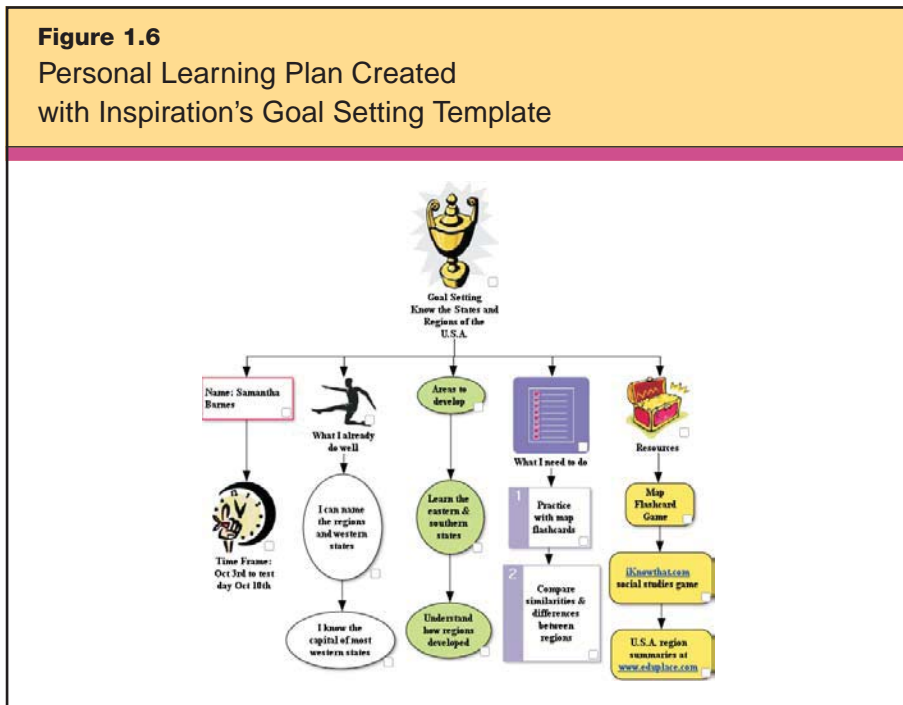 Figure 1.6
Personal Learning Plan Created
with Inspiration's Goal Setting Template
Goal Setting
Know the States and
Regions of the
U.S.A.
Name: Samantha
Barnes
Time Frame:
Oct 3rd to test
day Oct 10th
What I already
do well
I can name
the regions
and western
states
I know the
capital of most
western states
Areas to
develop
Learn the
eastern &
southern
states
Understand
how regions
developed
What I need to do
1
Practice
with map
flashcards
2
Compare
similarities &
differences
between
regions
Resources
Map
Flashcard
Game
iKnowthat.com
social studies game
U.S.A. region
summaries at
www.eduplace.com